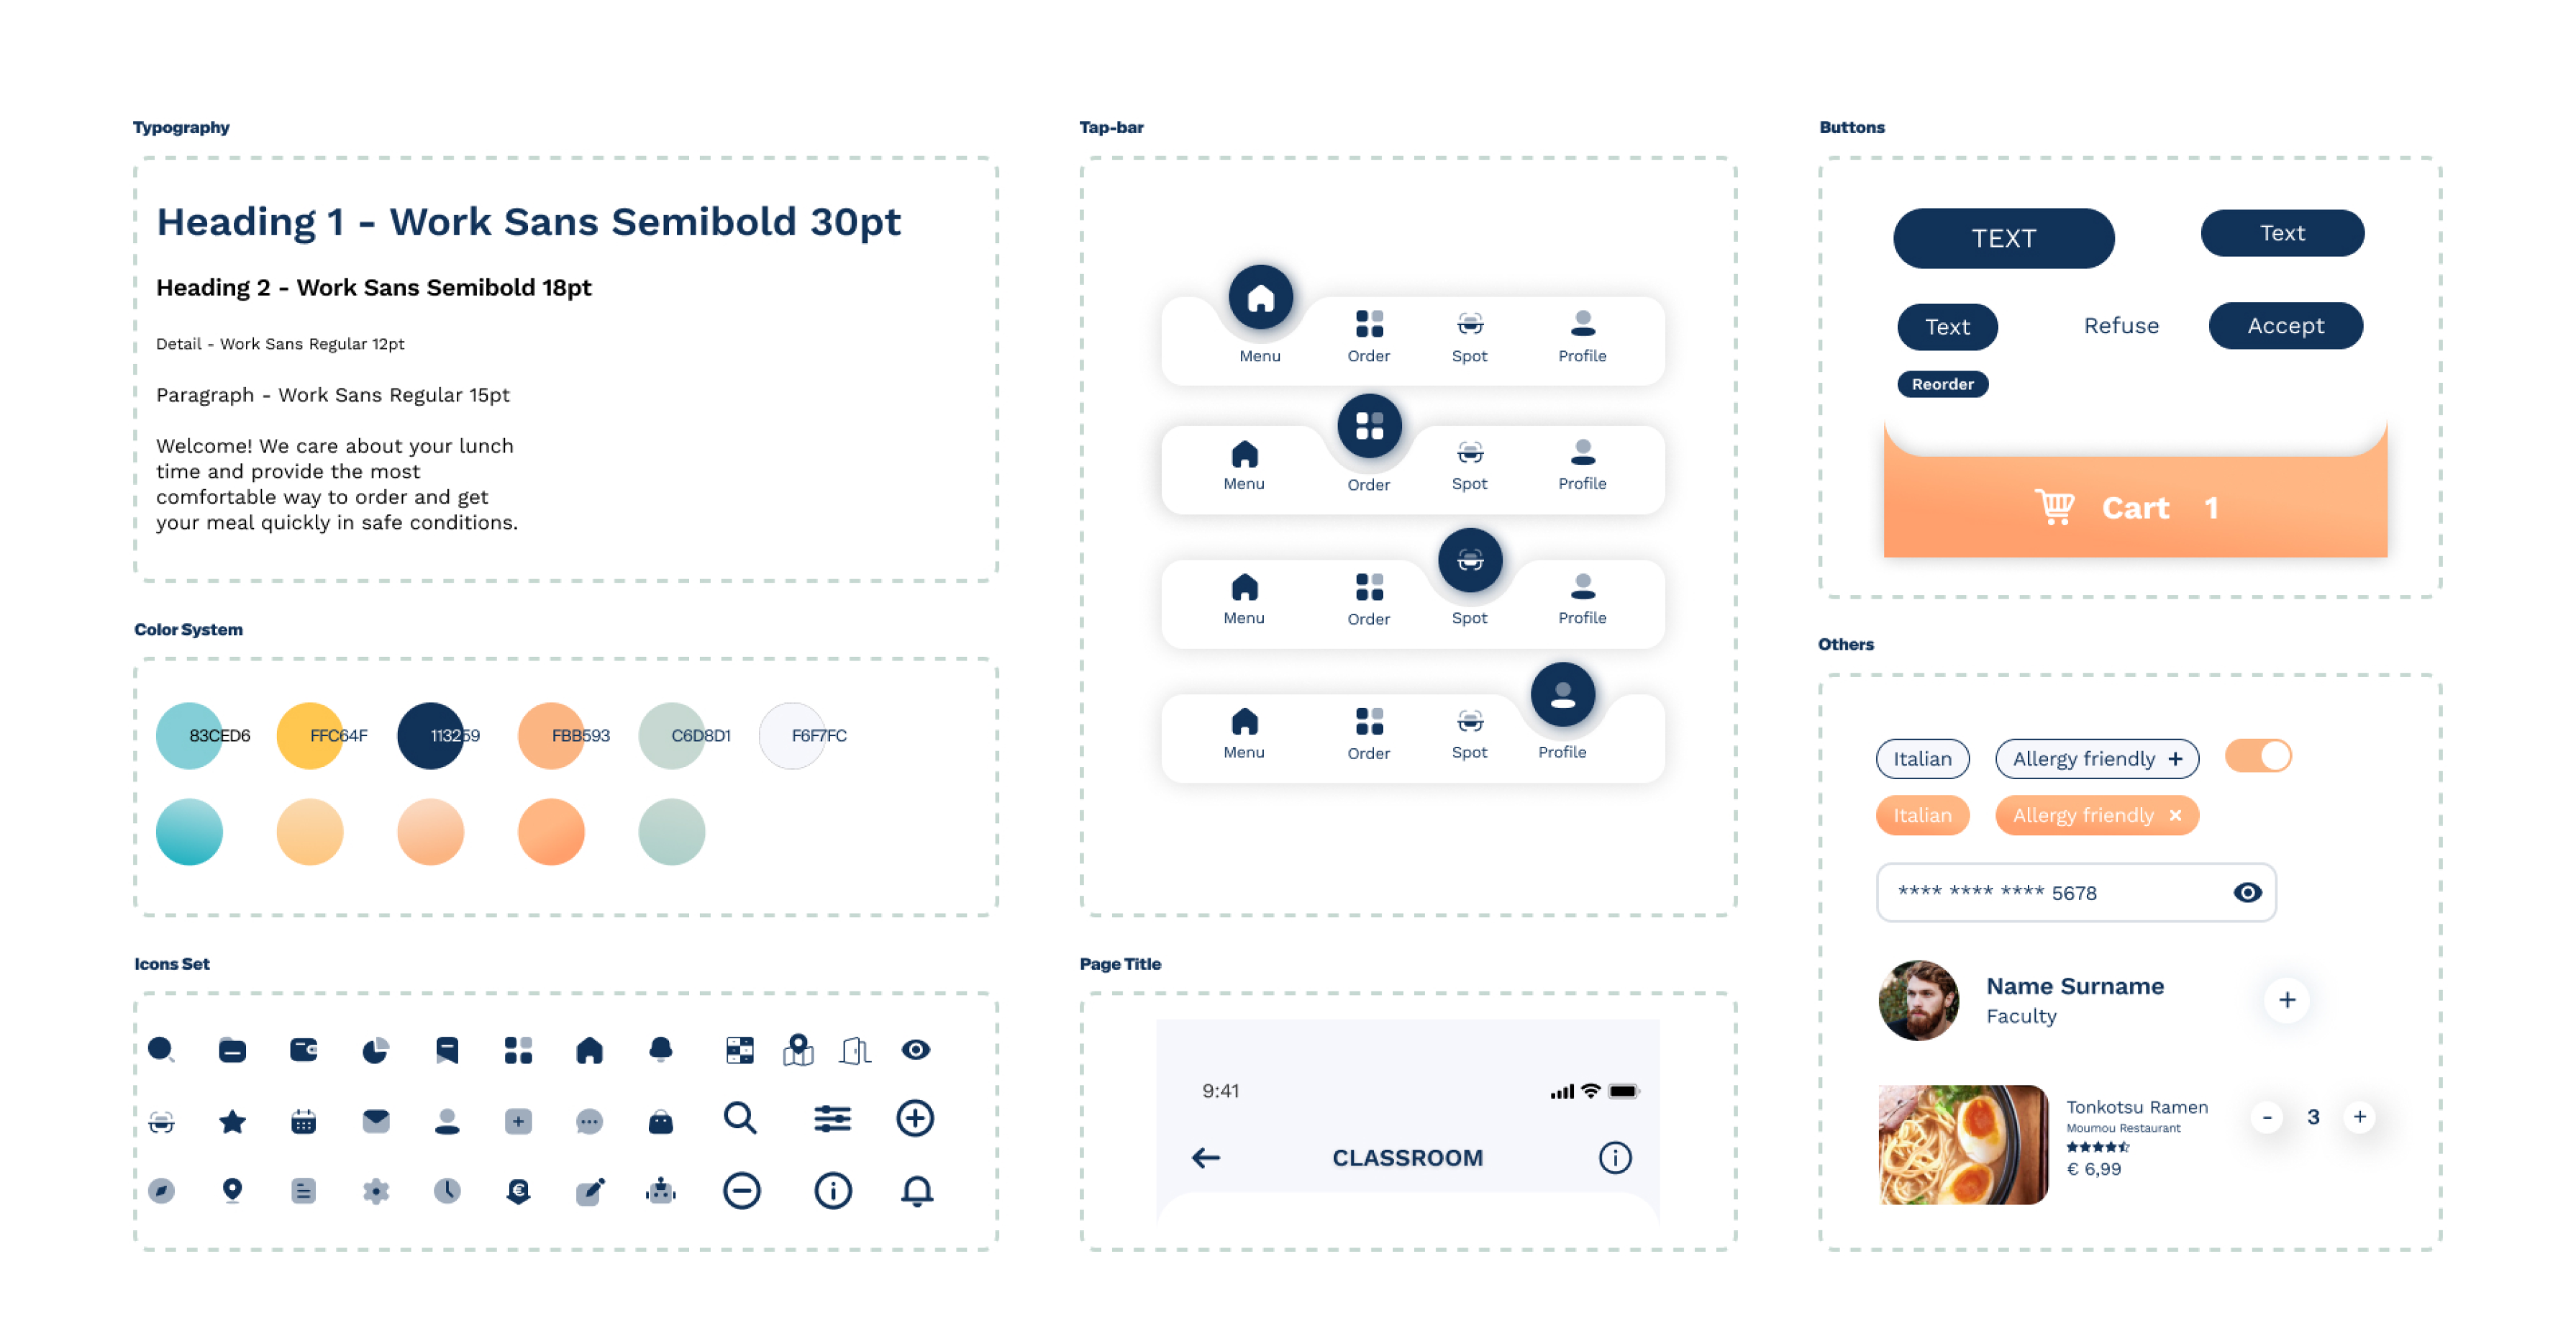 Typography
Heading 1 - Work Sans Semibold 30pt
Heading 2 - Work Sans Semibold 18pt
Detail - Work Sans Regular 12pt
Paragraph - Work Sans Regular 15pt
Welcome! We care about your lunch
time and provide the most
comfortable way to order and get
your meal quickly in safe conditions.
Color System
83CED6 FFC64F 113259 FBB593 C6D8D1 F6F7FC
Icons Set
€
Tap-bar
Menu Order Spot Profile
Menu Order Spot Profile
Menu Order Spot Profile
Menu Order Spot Profile
Page Title
9:41
CLASSROOM
Buttons
TEXT Text
Text Refuse Accept
Reorder
Cart 1
Others
Italian Allergy friendly +
Italian Allergy friendly ×
**** **** **** 5678
Name Surname
Faculty
+
Tonkotsu Ramen
Moumou Restaurant
€ 6,99
- 3 +